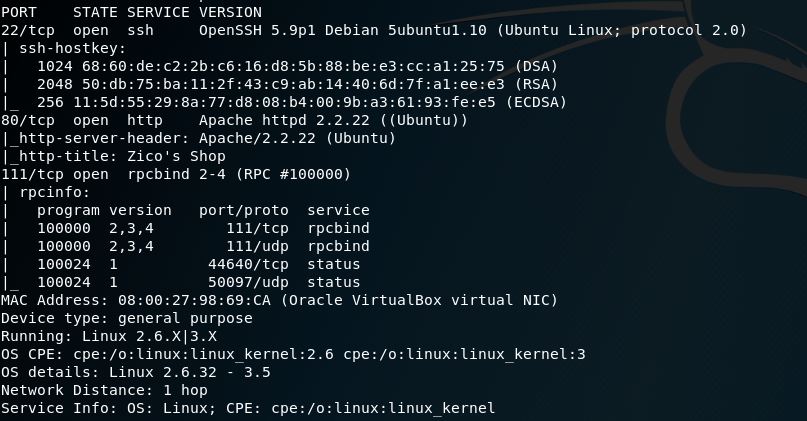 PORT    STATE SERVICE VERSION
22/tcp  open  ssh     OpenSSH 5.9p1 Debian 5ubuntu1.10 (Ubuntu Linux; protocol 2.0)
| ssh-hostkey:
|   1024 68:60:de:c2:2b:c6:16:d8:5b:88:be:e3:cc:a1:25:75 (DSA)
|   2048 50:db:75:ba:11:2f:43:c9:ab:14:40:6d:7f:a1:ee:e3 (RSA)
|_  256 11:5d:55:29:8a:77:d8:08:b4:00:9b:a3:61:93:fe:e5 (ECDSA)
80/tcp  open  http    Apache httpd 2.2.22 ((Ubuntu))
|_http-server-header: Apache/2.2.22 (Ubuntu)
|_http-title: Zico's Shop
111/tcp open  rpcbind 2-4 (RPC #100000)
| rpcinfo:
|   program version   port/proto  service
|   100000  2,3,4        111/tcp  rpcbind
|   100000  2,3,4        111/udp  rpcbind
|   100024  1          44640/tcp  status
|_  100024  1          50097/udp  status
MAC Address: 08:00:27:98:69:CA (Oracle VirtualBox virtual NIC)
Device type: general purpose
Running: Linux 2.6.X|3.X
OS CPE: cpe:/o:linux:linux_kernel:2.6 cpe:/o:linux:linux_kernel:3
OS details: Linux 2.6.32 - 3.5
Network Distance: 1 hop
Service Info: OS: Linux; CPE: cpe:/o:linux:linux_kernel